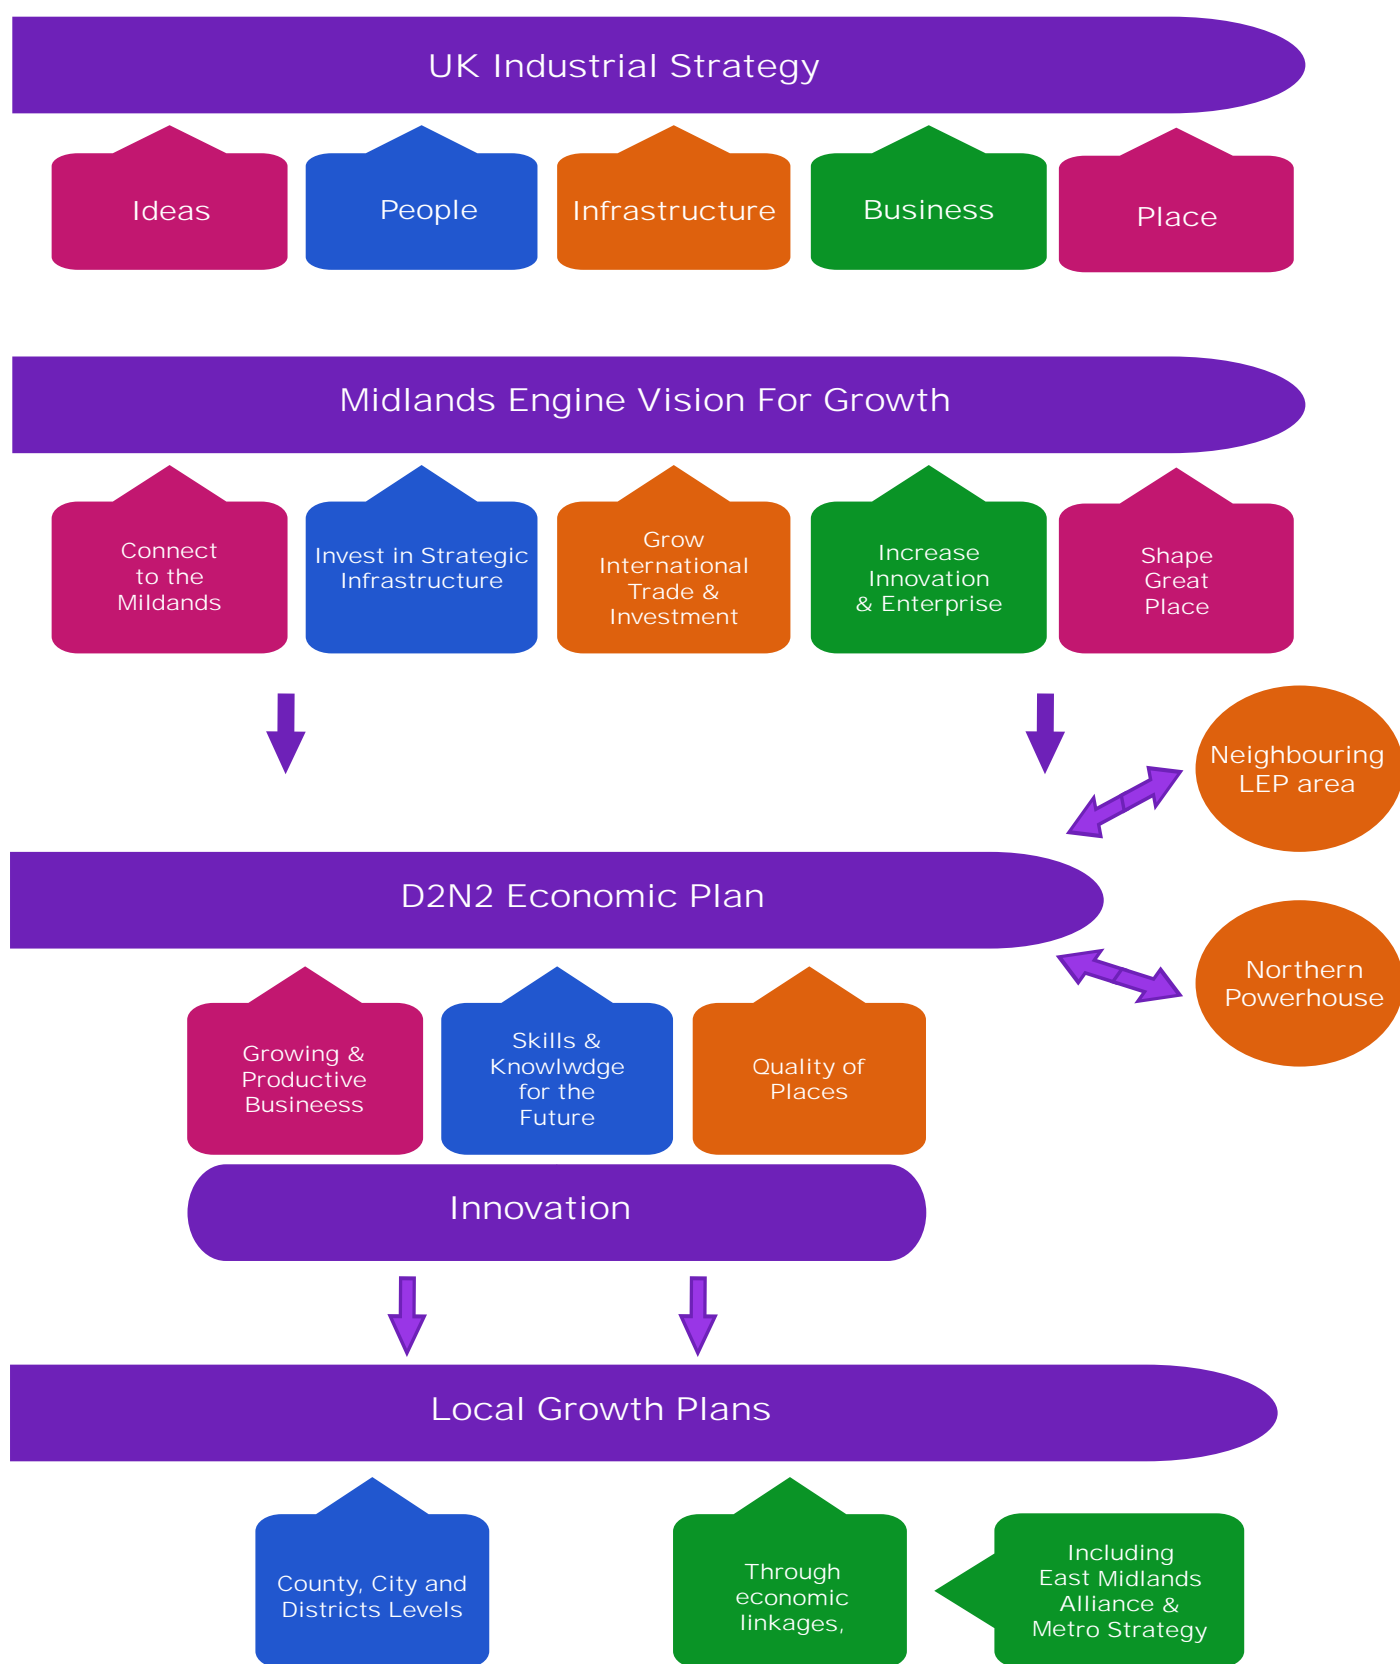 UK Industrial Strategy
Ideas
People
Infrastructure
Business
Place
Midlands Engine Vision For Growth
Connect
to the
Mildands
Invest in Strategic
Infrastructure
Grow
International
Trade &
Investment
Increase
Innovation
& Enterprise
Shape
Great
Place
Neighbouring
LEP area
D2N2 Economic Plan
Northern
Powerhouse
Growing &
Productive
Busineess
Skills &
Knowlwdge
for the
Future
Quality of
Places
Innovation
Local Growth Plans
County, City and
Districts Levels
Through
economic
linkages,
Including
East Midlands
Alliance &
Metro Strategy